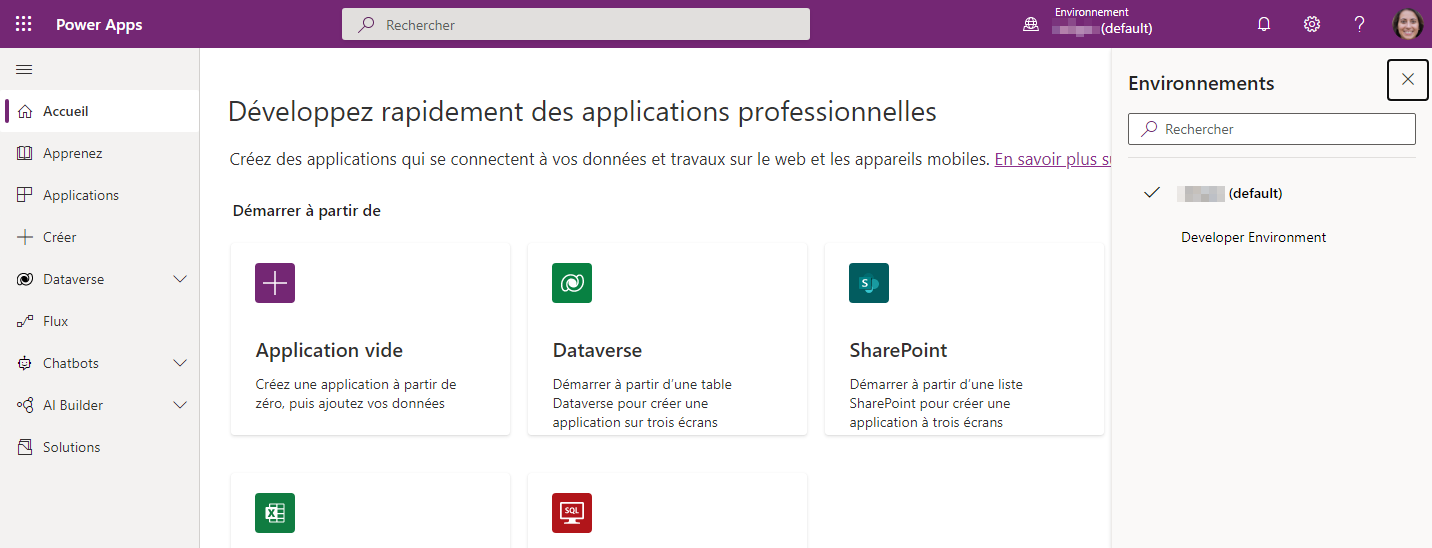 Power Apps
Rechercher
Environnement
(default)
?
Accueil
Apprenez
Applications
Créer
Dataverse
Flux
Chatbots
AI Builder
Solutions
Développez rapidement des applications professionnelles
Créez des applications qui se connectent à vos données et travaux sur le web et les appareils mobiles. En savoir plus
Démarrer à partir de
Application vide
Créez une application à partir de
zéro, puis ajoutez vos données
Dataverse
Démarrer à partir d'une table
Dataverse pour créer une
application sur trois écrans
S
SharePoint
Démarrer à partir d'une liste
SharePoint pour créer une
application à trois écrans
X
SQL
Environnements
Rechercher
(default)
Developer Environment